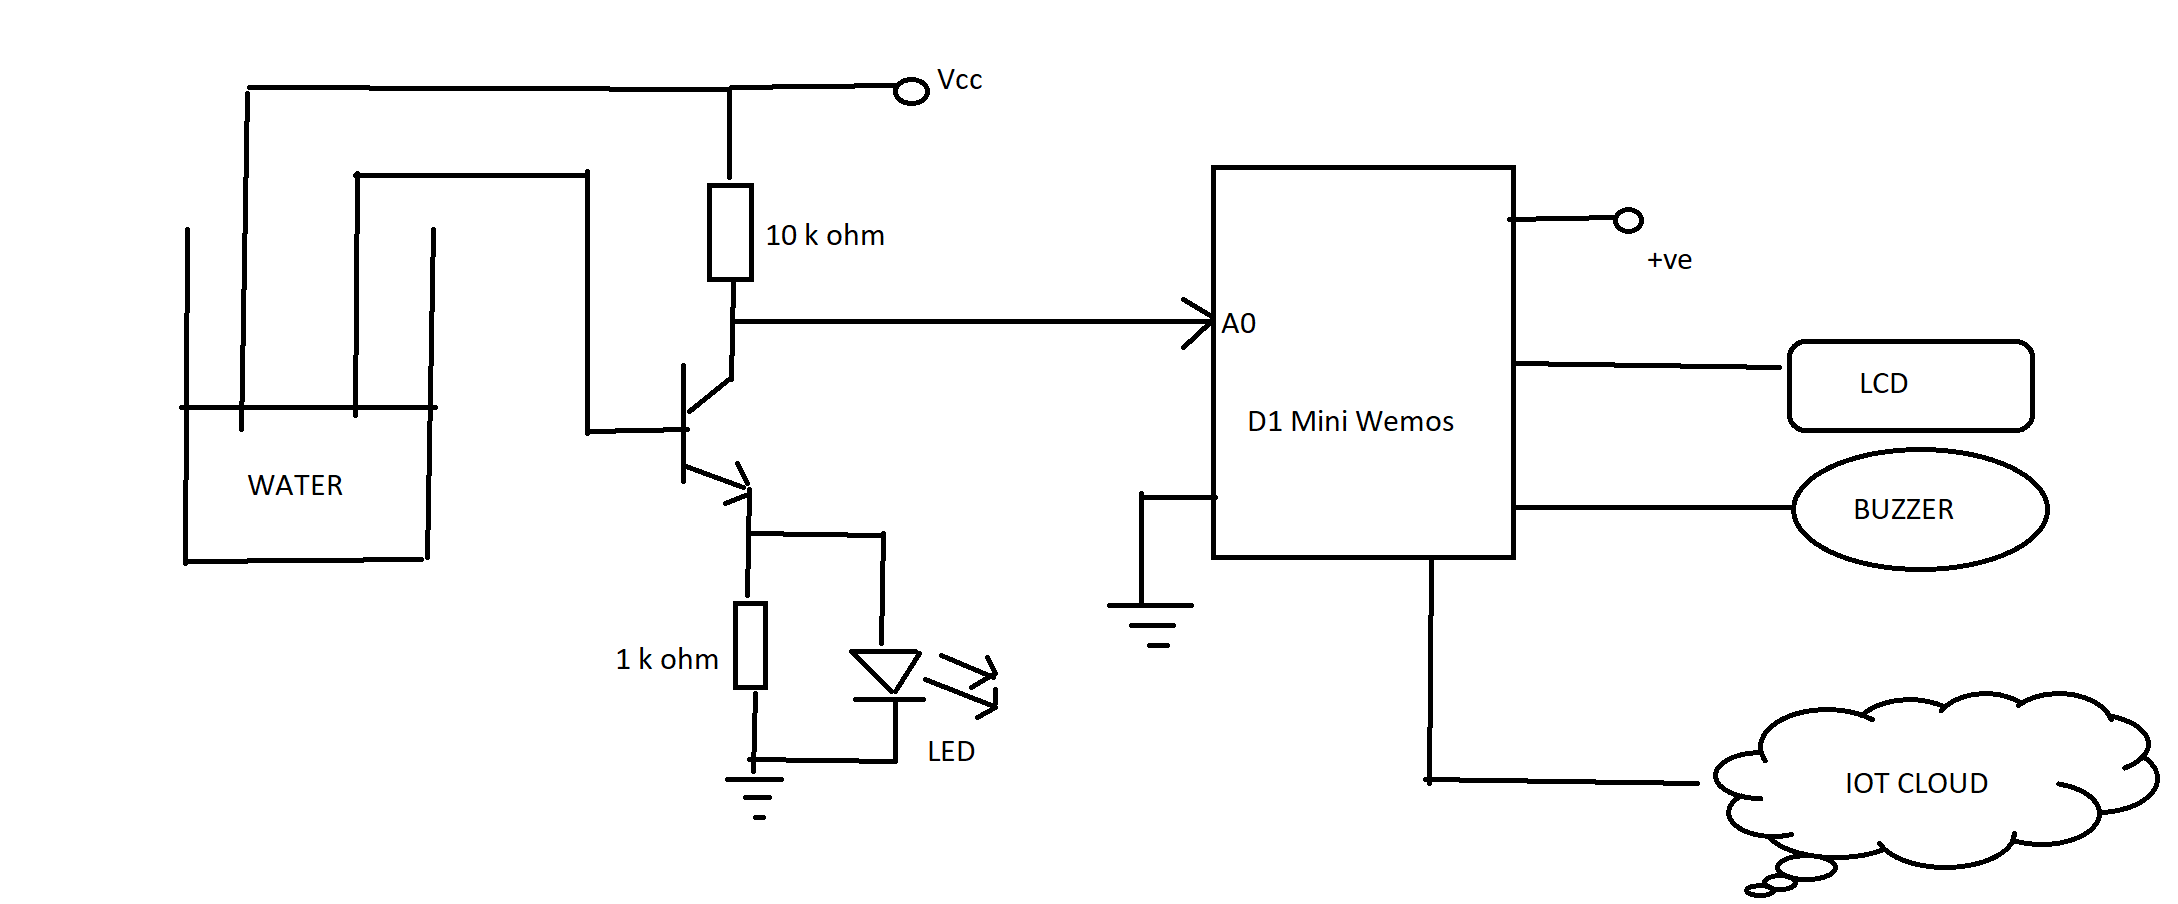 Vcc
10 k ohm
+ve
A0
LCD
D1 Mini Wemos
WATER
BUZZER
1 k ohm
LED
IOT CLOUD